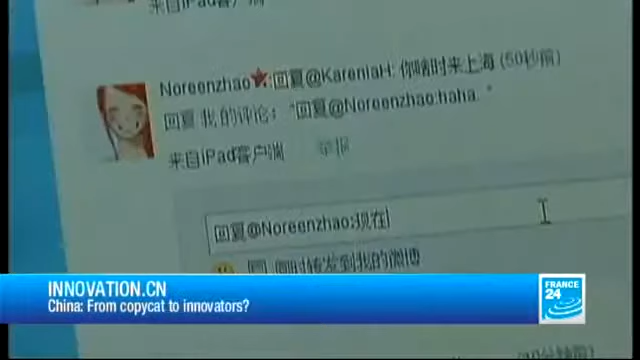 来自iPad客户端
Noreenzhao:回复@KareniaH: 你啥时来上海 (50秒前)
回复我的评论: "回复@Noreenzhao:haha. "
来自iPad客户端 举报
回复@Noreenzhao:现在
同时转发到我的微博
INNOVATION.CN
China: From copycat to innovators?
FRANCE
24